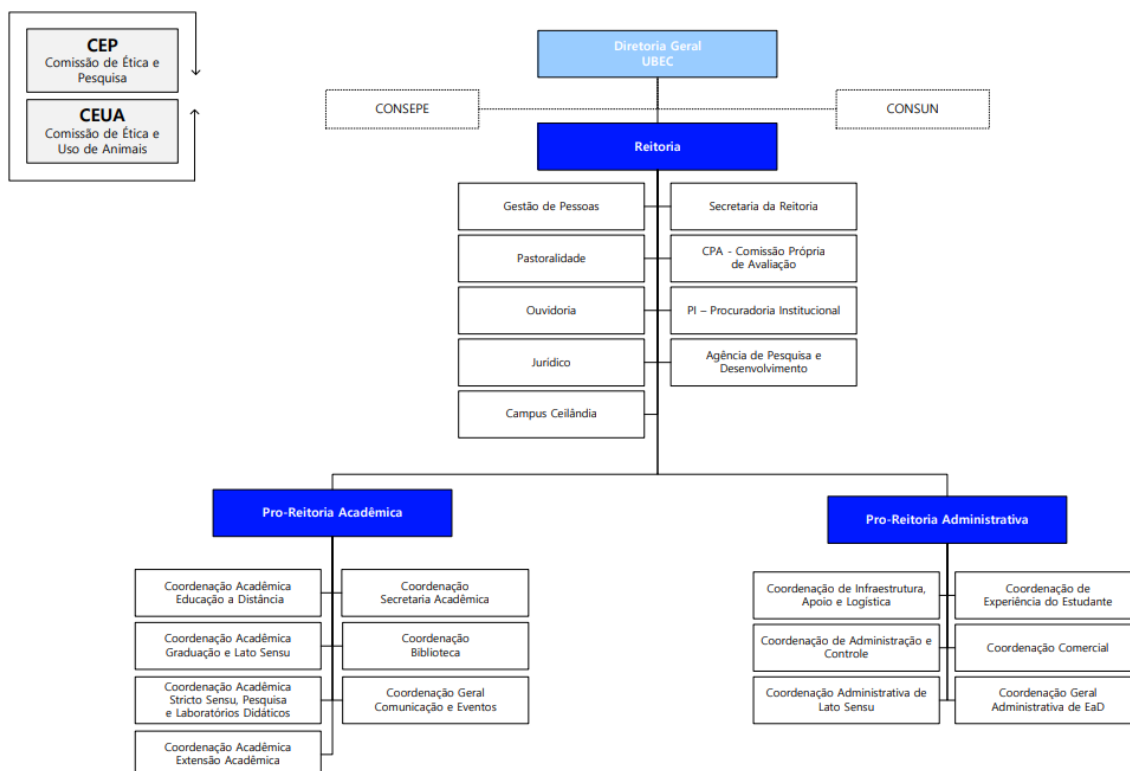 CEP
Comissão de Ética e
Pesquisa
CEUA
Comissão de Ética e
Uso de Animais
Diretoria Geral
UBEC
CONSEPE
CONSUN
Reitoria
Gestão de Pessoas
Secretaria da Reitoria
Pastoralidade
CPA - Comissão Própria
de Avaliação
Ouvidoria
PI – Procuradoria Institucional
Jurídico
Agência de Pesquisa e
Desenvolvimento
Campus Ceilândia
Pro-Reitoria Acadêmica
Coordenação Acadêmica
Educação a Distância
Coordenação
Secretaria Acadêmica
Coordenação Acadêmica
Graduação e Lato Sensu
Coordenação
Biblioteca
Coordenação Acadêmica
Stricto Sensu, Pesquisa
e Laboratórios Didáticos
Coordenação Geral
Comunicação e Eventos
Coordenação Acadêmica
Extensão Acadêmica
Pro-Reitoria Administrativa
Coordenação de Infraestrutura,
Apoio e Logística
Coordenação de
Experiência do Estudante
Coordenação de Administração e
Controle
Coordenação Comercial
Coordenação Administrativa de
Lato Sensu
Coordenação Geral
Administrativa de EaD